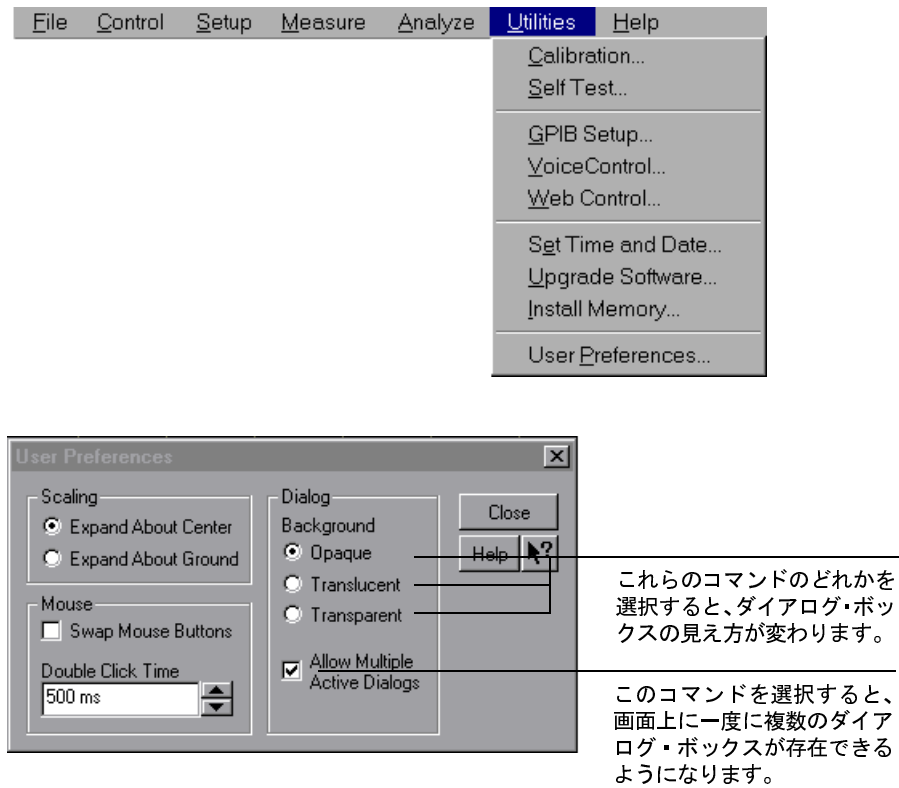 File Control Setup Measure Analyze Utilities Help
Calibration...
Self Test...
GPIB Setup...
VoiceControl...
Web Control...
Set Time and Date...
Upgrade Software...
Install Memory...
User Preferences...
User Preferences
Scaling
Expand About Center
Expand About Ground
Mouse
Swap Mouse Buttons
Double Click Time
500 ms
Dialog
Background
Opaque
Translucent
Transparent
Allow Multiple
Active Dialogs
Close
Help
?
これらのコマンドのどれかを
選択すると、ダイアログ・ボッ
クスの見え方が変わります。
このコマンドを選択すると、
画面上に一度に複数のダイア
ログ・ボックスが存在できる
ようになります。